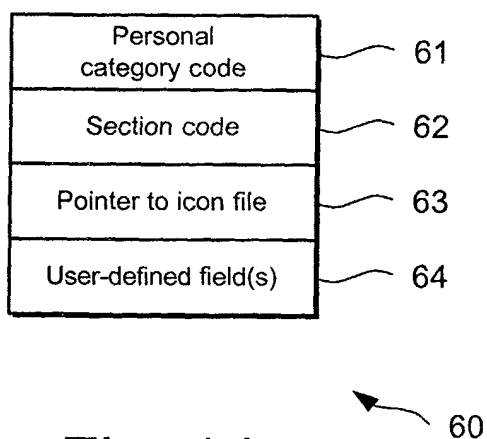 Personal
category code
61
Section code
62
Pointer to icon file
63
User-defined field(s)
64
60